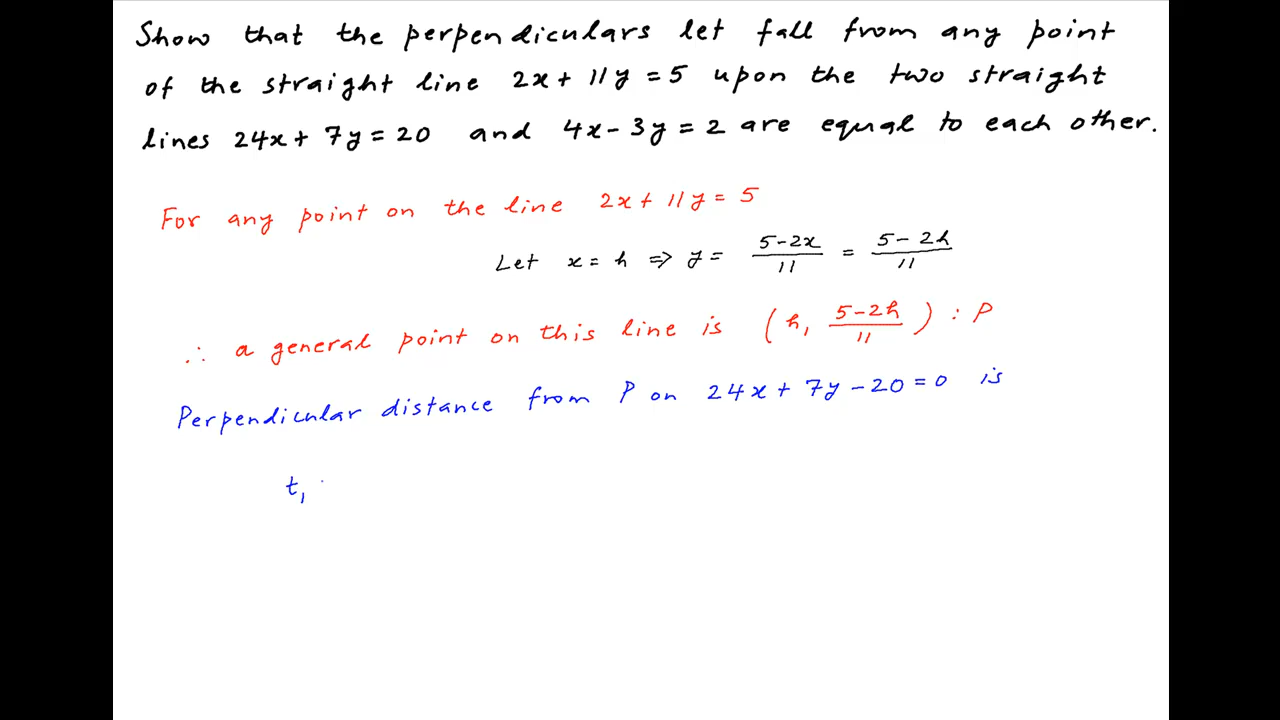 Show that the perpendiculars let fall from any point
of the straight line 2x + 11y = 5 upon the two straight
lines 24x + 7y = 20 and 4x - 3y = 2 are equal to each other.
For any point on the line 2x + 11y = 5
Let x = h ⇒ y = (5-2x)/11 = (5-2h)/11
∴ a general point on this line is (h, (5-2h)/11) : P
Perpendicular distance from P on 24x + 7y - 20 = 0 is
t₁